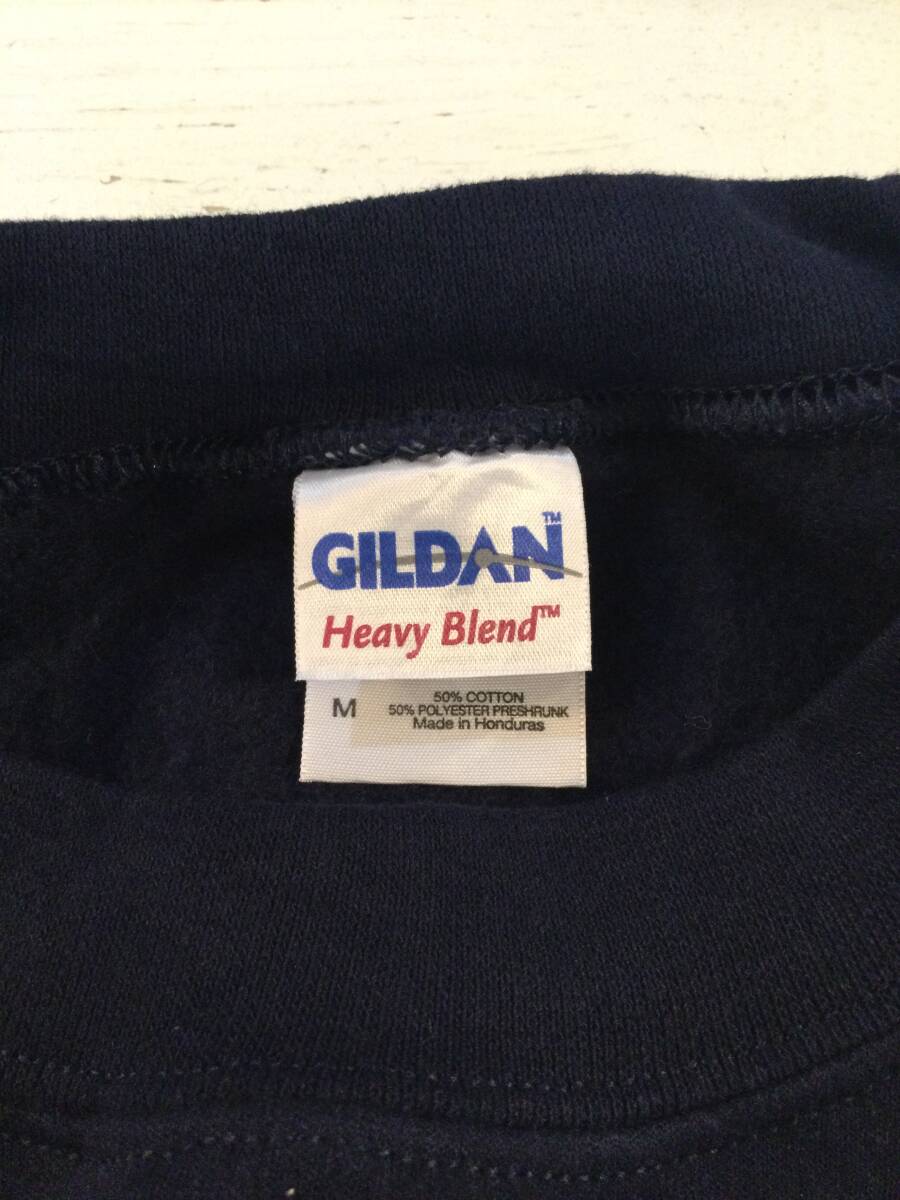 GILDAN™
Heavy Blend™
M
50% COTTON
50% POLYESTER PRESHRUNK
Made in Honduras